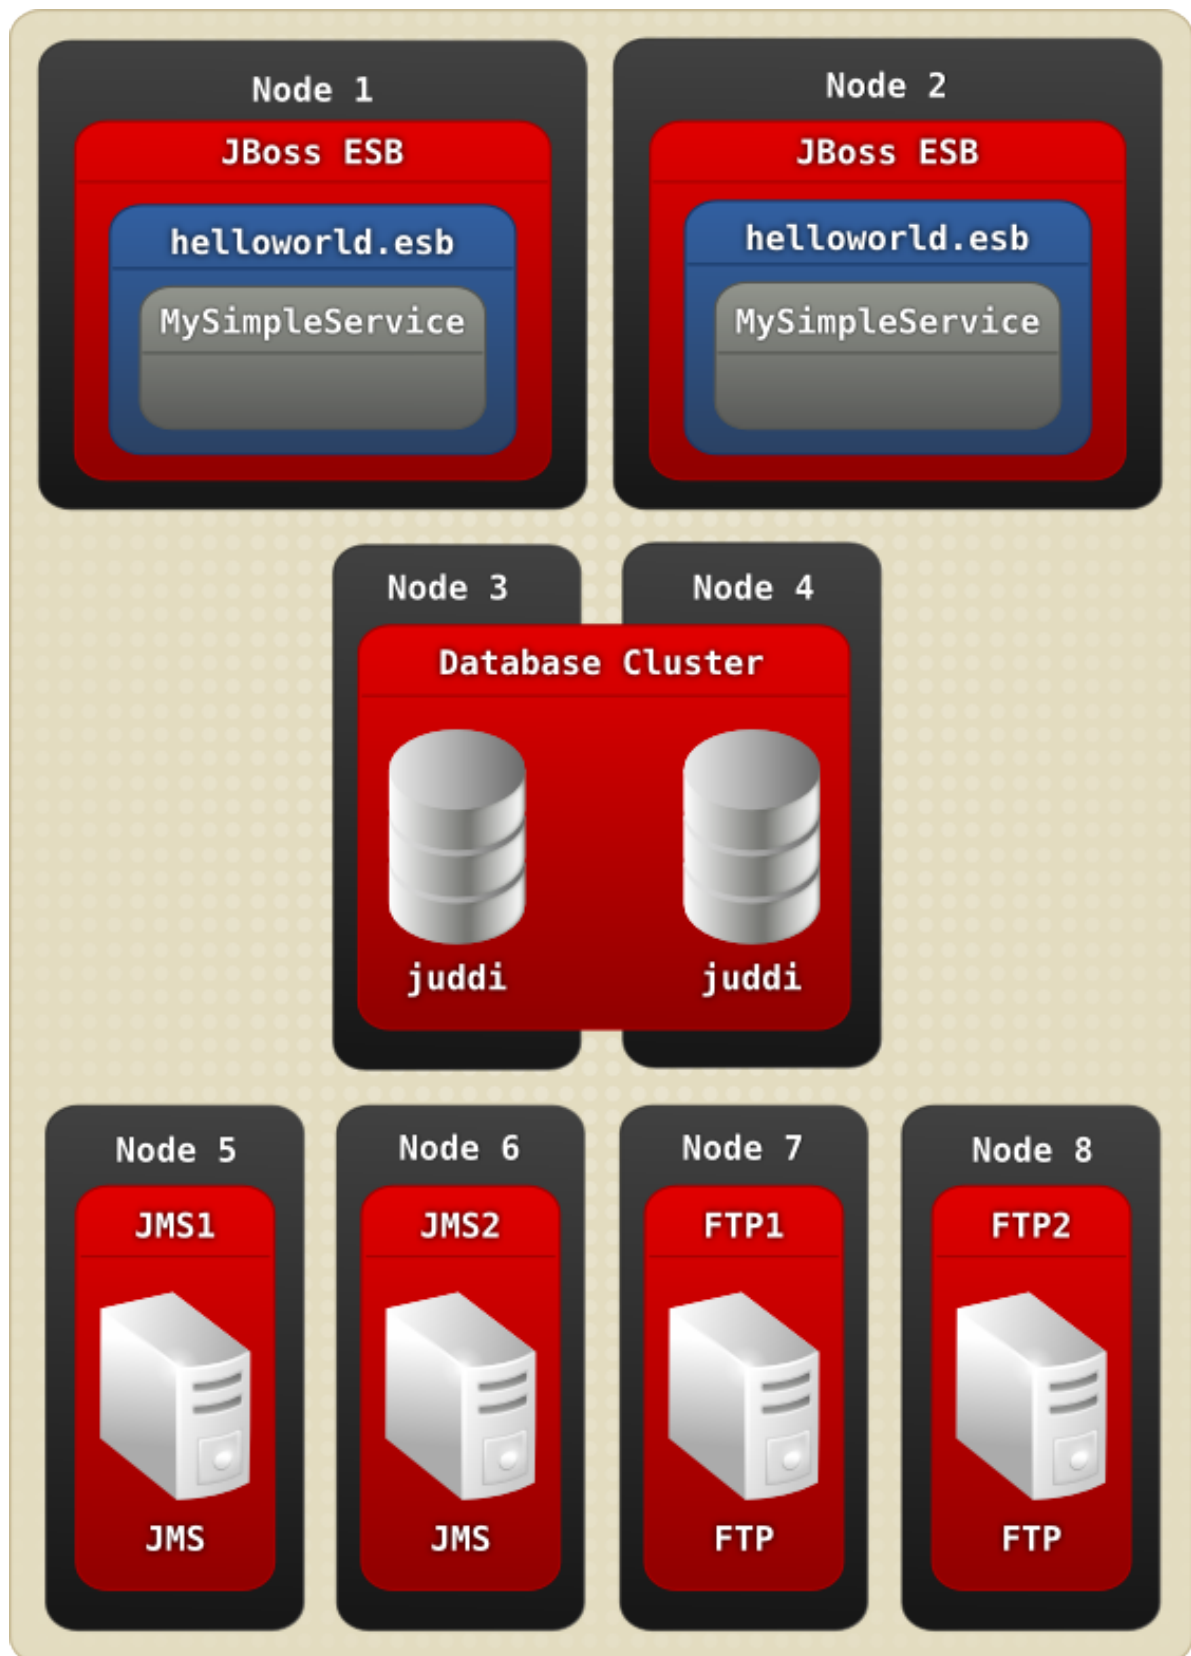 Node 1
JBoss ESB
helloworld.esb
MySimpleService
Node 2
JBoss ESB
helloworld.esb
MySimpleService
Node 3
Node 4
Database Cluster
juddi
juddi
Node 5
JMS1
JMS
Node 6
JMS2
JMS
Node 7
FTP1
FTP
Node 8
FTP2
FTP